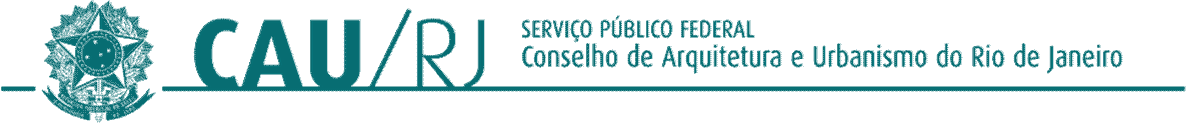 CAU/RJ
SERVIÇO PÚBLICO FEDERAL
Conselho de Arquitetura e Urbanismo do Rio de Janeiro